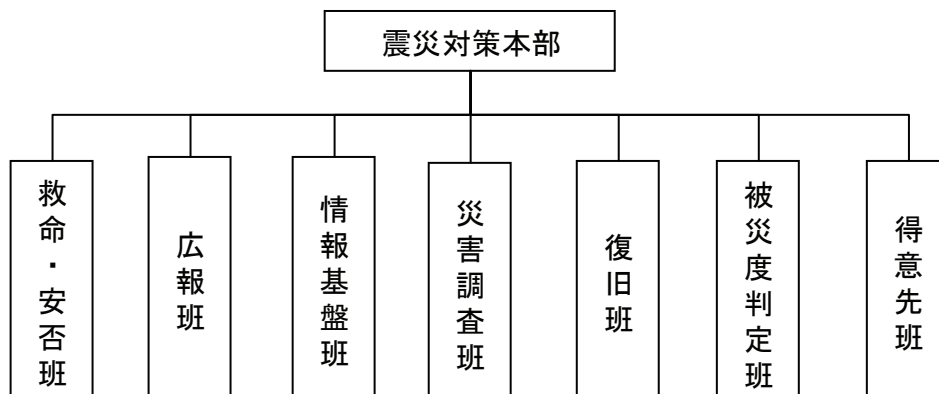 震災対策本部
救命・安否班
広報班
情報基盤班
災害調査班
復旧班
被災度判定班
得意先班